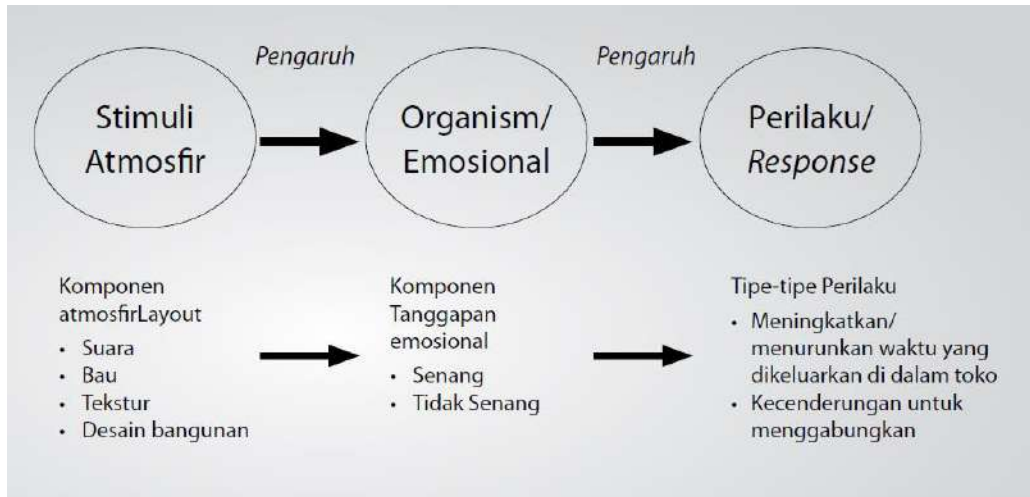 Pengaruh
Pengaruh
Stimuli
Atmosfir
Organism/
Emosional
Perilaku/
Response
Komponen
atmosfirLayout
• Suara
• Bau
• Tekstur
• Desain bangunan
Komponen
Tanggapan
emosional
• Senang
• Tidak Senang
Tipe-tipe Perilaku
• Meningkatkan/
menurunkan waktu yang
dikeluarkan di dalam toko
• Kecenderungan untuk
menggabungkan